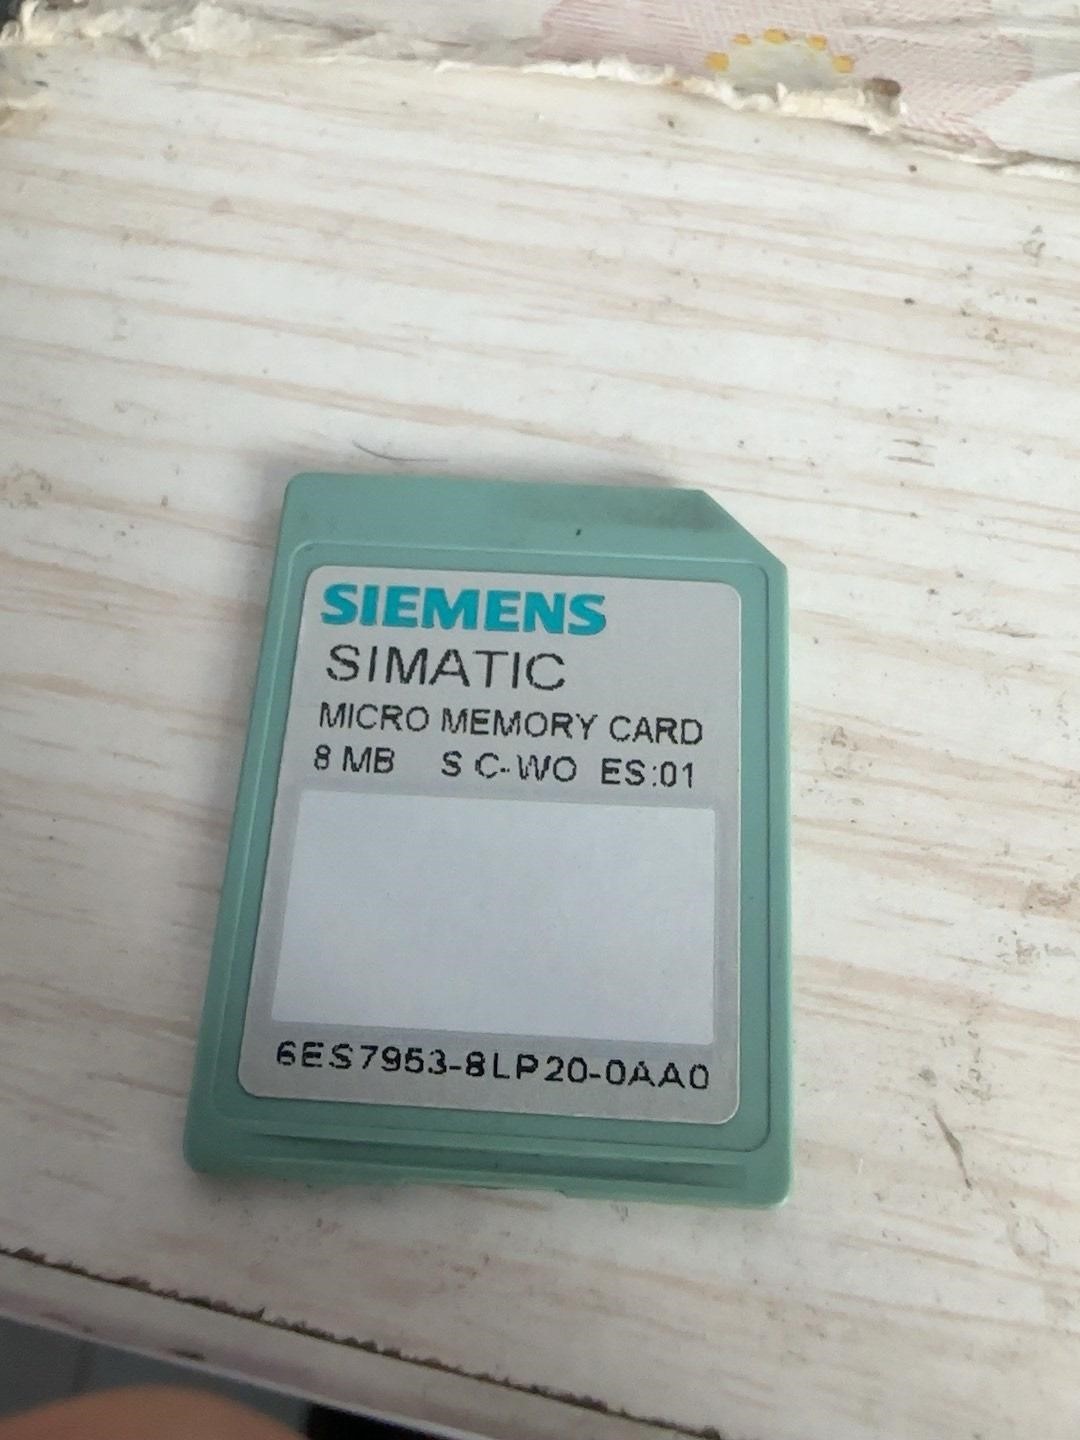 SIEMENS
SIMATIC
MICRO MEMORY CARD
8 MB S C-WO ES:01
6ES7953-8LP20-0AA0